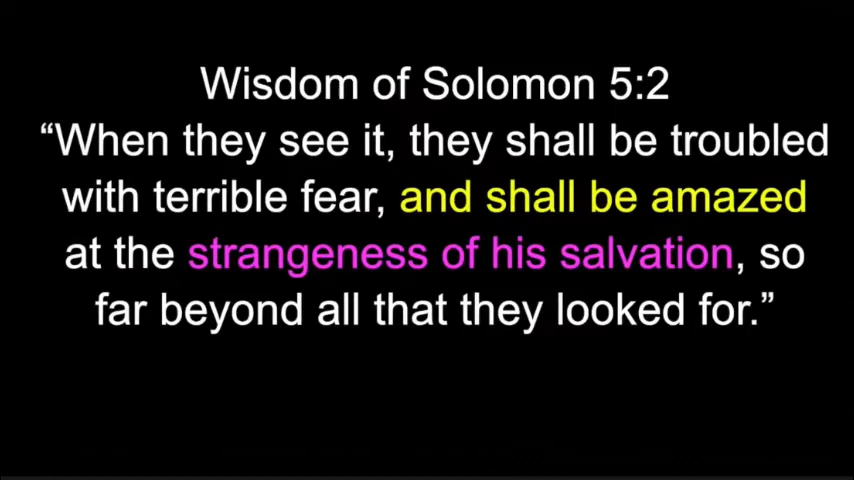 Wisdom of Solomon 5:2
“When they see it, they shall be troubled
with terrible fear, and shall be amazed
at the strangeness of his salvation, so
far beyond all that they looked for.”